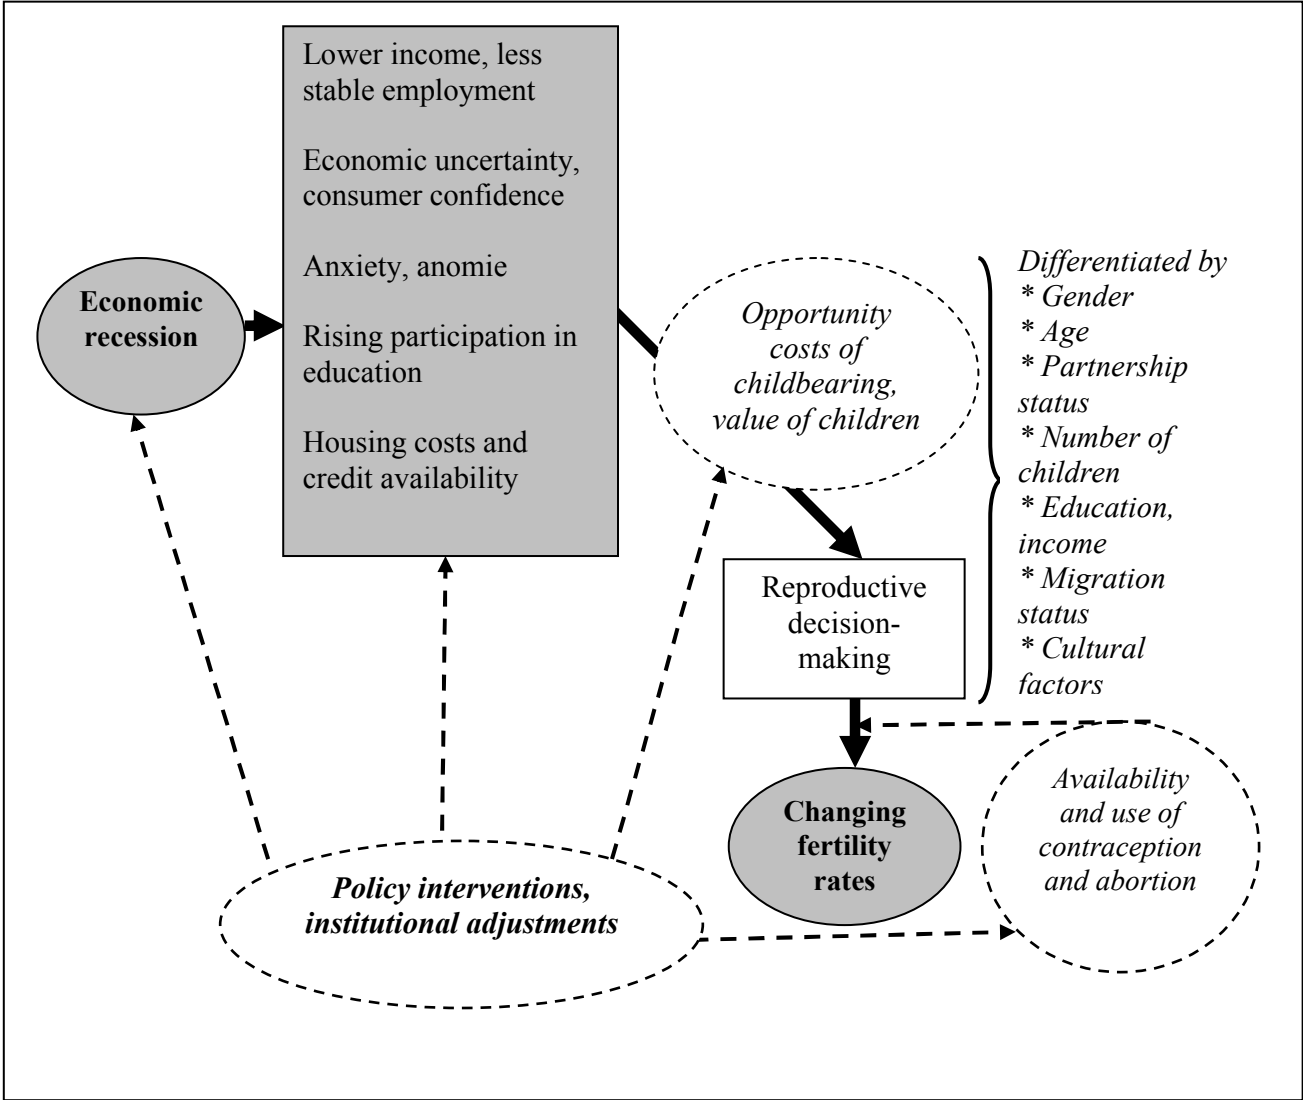 Lower income, less
stable employment
Economic uncertainty,
consumer confidence
Anxiety, anomie
Rising participation in
education
Housing costs and
credit availability
Economic
recession
Opportunity
costs of
childbearing,
value of children
Differentiated by
* Gender
* Age
* Partnership
status
* Number of
children
* Education,
income
* Migration
status
* Cultural
factors
Reproductive
decision-
making
Changing
fertility
rates
Availability
and use of
contraception
and abortion
Policy interventions,
institutional adjustments